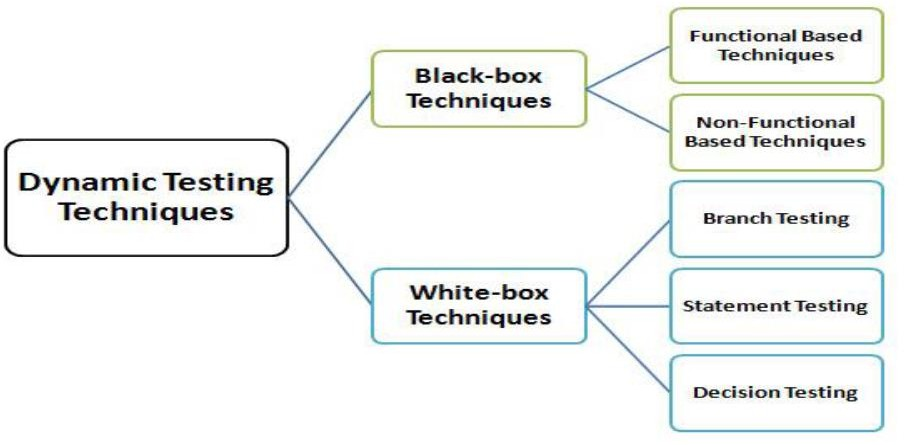 Dynamic Testing
Techniques
Black-box
Techniques
Functional Based
Techniques
Non-Functional
Based Techniques
White-box
Techniques
Branch Testing
Statement Testing
Decision Testing